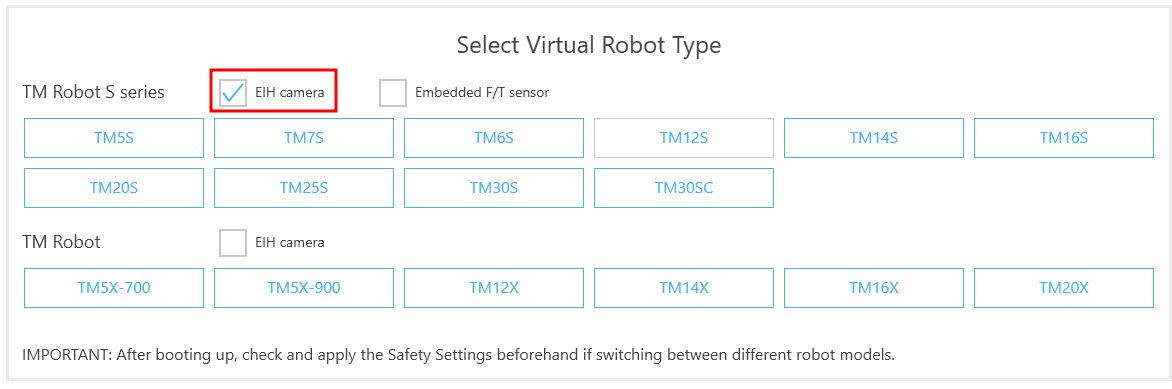 Select Virtual Robot Type
TM Robot S series EIH camera Embedded F/T sensor
TM5S TM7S TM6S TM12S TM14S TM16S
TM20S TM25S TM30S TM30SC
TM Robot EIH camera
TM5X-700 TM5X-900 TM12X TM14X TM16X TM20X
IMPORTANT: After booting up, check and apply the Safety Settings beforehand if switching between different robot models.